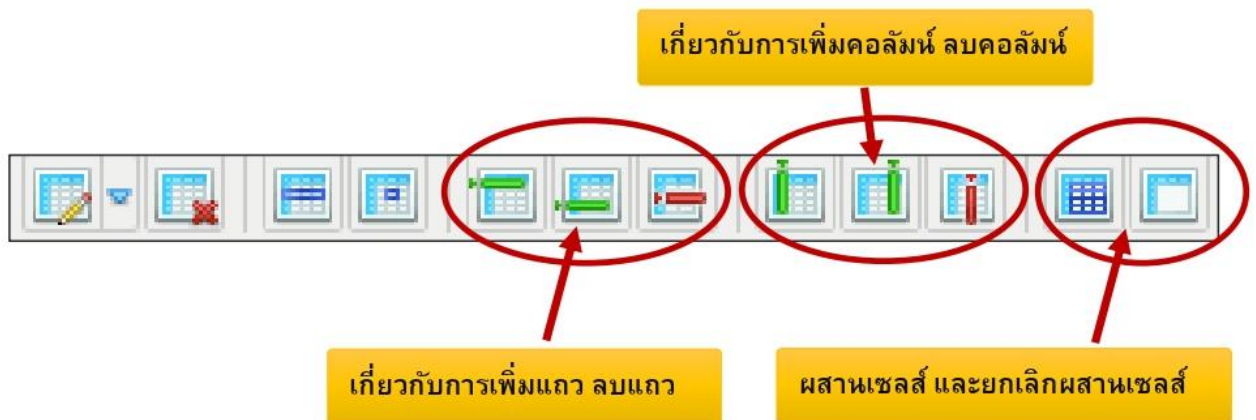 เกี่ยวกับการเพิ่มคอลัมน์ ลบคอลัมน์
เกี่ยวกับการเพิ่มแถว ลบแถว
ผสานเซลส์ และยกเลิกผสานเซลส์